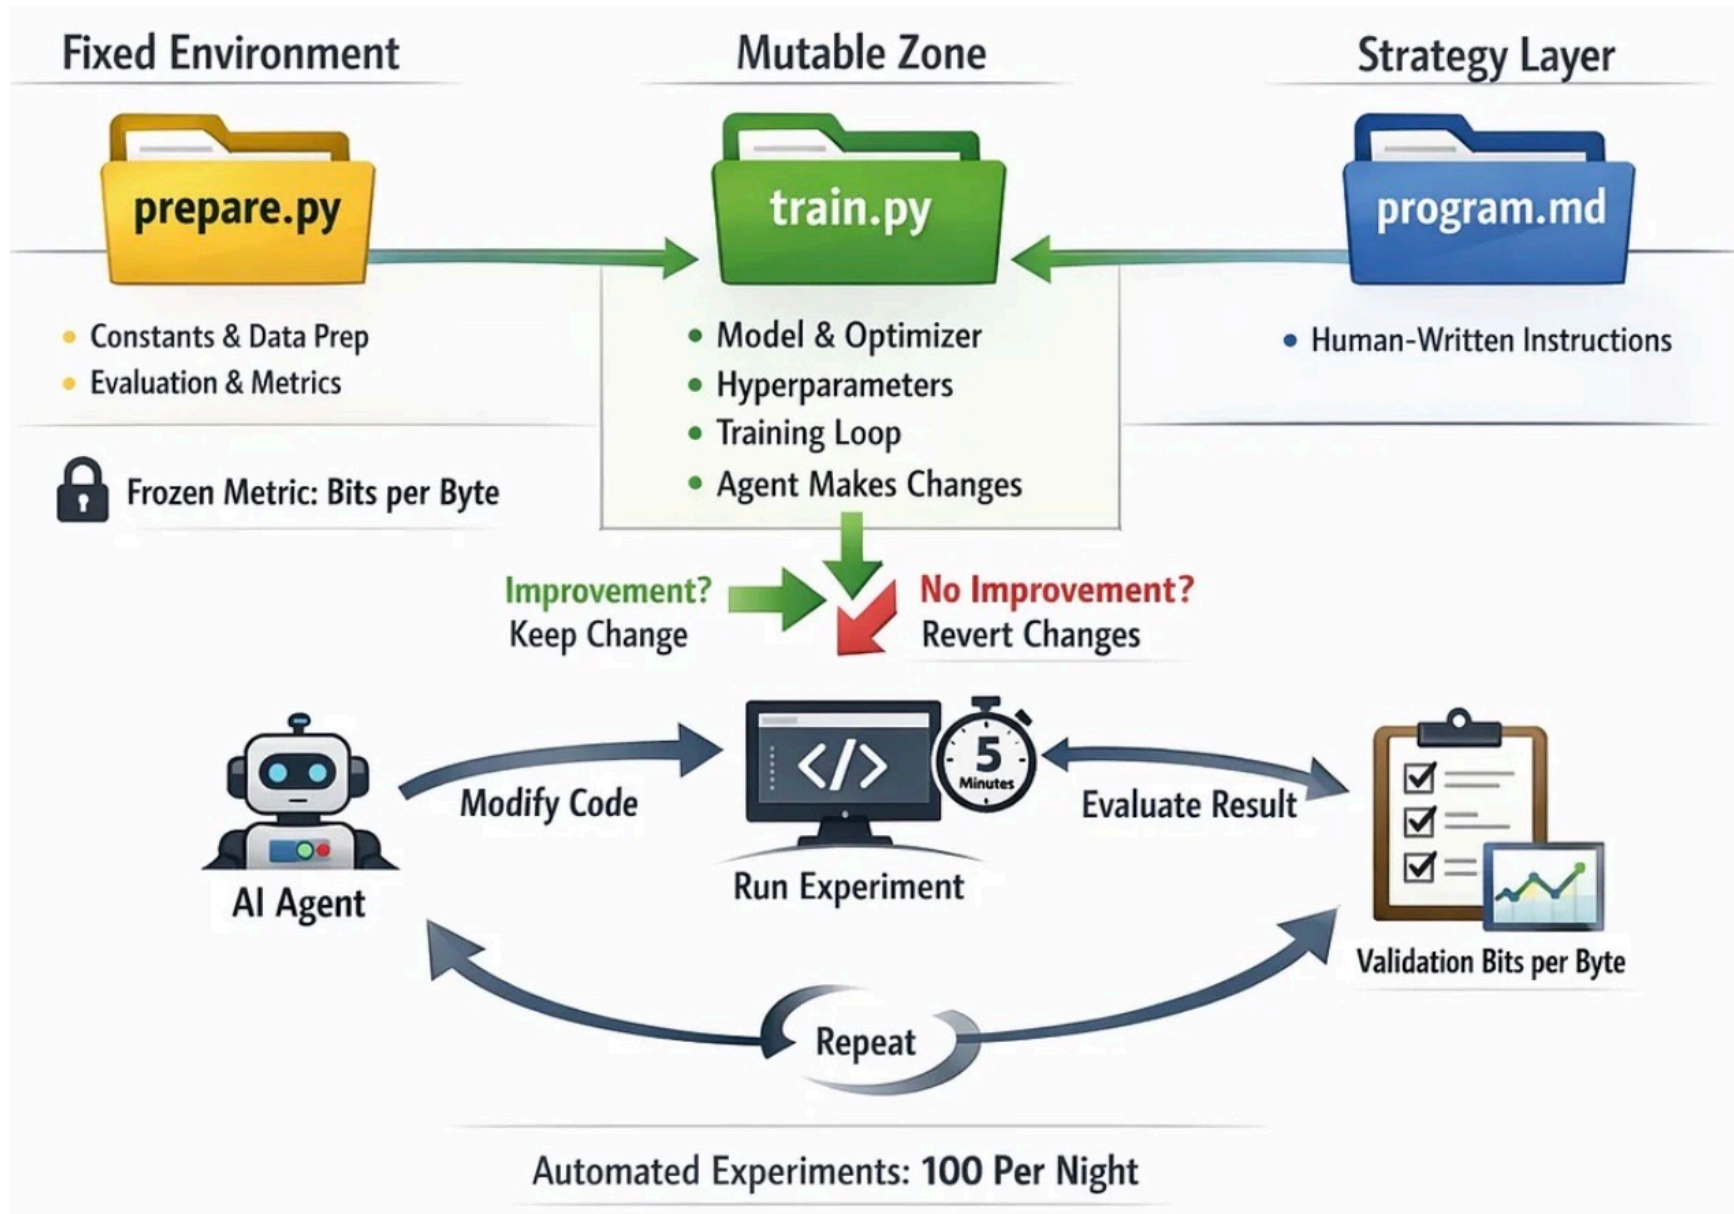 Fixed Environment
Mutable Zone
Strategy Layer
prepare.py
train.py
program.md
Constants & Data Prep
Evaluation & Metrics
Model & Optimizer
Hyperparameters
Training Loop
Agent Makes Changes
Human-Written Instructions
Frozen Metric: Bits per Byte
Improvement?
Keep Change
No Improvement?
Revert Changes
</>
5
Minutes
Modify Code
Evaluate Result
AI Agent
Run Experiment
Validation Bits per Byte
Repeat
Automated Experiments: 100 Per Night